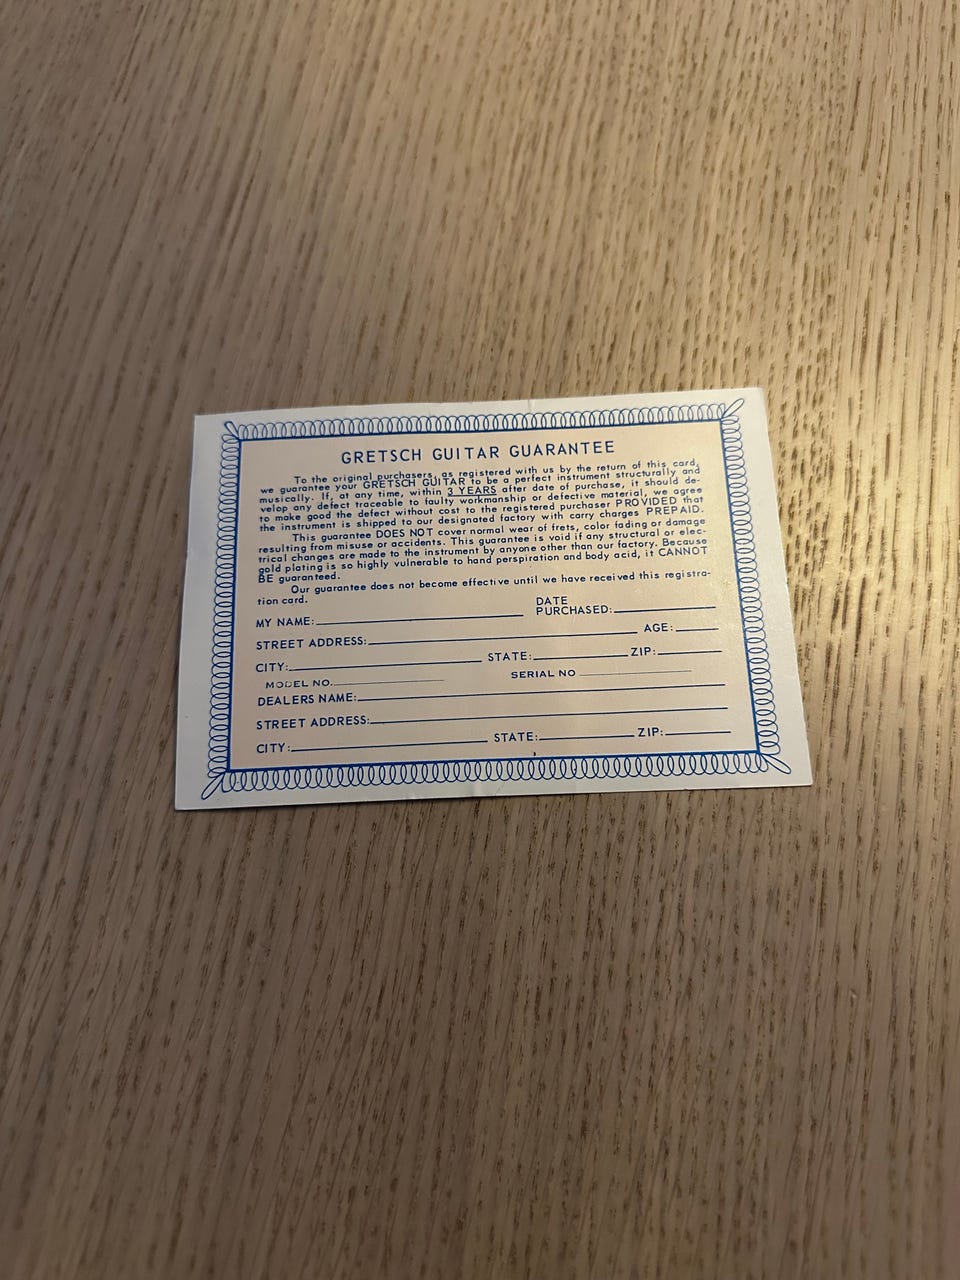 GRETSCH GUITAR GUARANTEE
To the original purchasers, as registered with us by the return of this card,
we guarantee your GRETSCH GUITAR to be a perfect instrument structurally and
musically. If, at any time, within 3 YEARS after date of purchase, it should de-
velop any defect traceable to faulty workmanship or defective material, we agree
to make good the defect without cost to the registered purchaser PROVIDED that
the instrument is shipped to our designated factory with carry charges PREPAID.
This guarantee DOES NOT cover normal wear of frets, color fading or damage
resulting from misuse or accidents. This guarantee is void if any structural or elec-
trical changes are made to the instrument by anyone other than our factory. Because
gold plating is so highly vulnerable to hand perspiration and body acid, it CANNOT
BE guaranteed.
Our guarantee does not become effective until we have received this registra-
tion card.
MY NAME: DATE PURCHASED:
STREET ADDRESS: AGE:
CITY: STATE: ZIP:
MODEL NO. SERIAL NO
DEALERS NAME:
STREET ADDRESS:
CITY: STATE: ZIP: